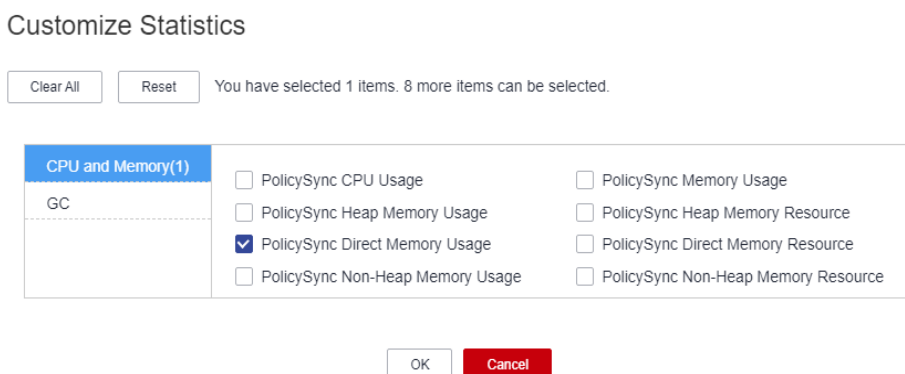 Customize Statistics
Clear All Reset You have selected 1 items. 8 more items can be selected.
CPU and Memory(1)
GC
PolicySync CPU Usage PolicySync Memory Usage
PolicySync Heap Memory Usage PolicySync Heap Memory Resource
PolicySync Direct Memory Usage PolicySync Direct Memory Resource
PolicySync Non-Heap Memory Usage PolicySync Non-Heap Memory Resource
OK Cancel